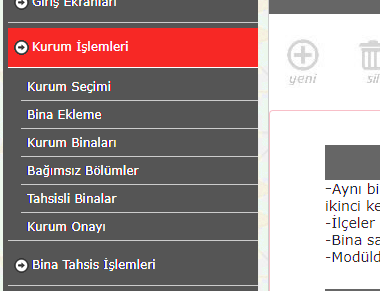 Giriş Ekranları
Kurum İşlemleri
Kurum Seçimi
Bina Ekleme
Kurum Binaları
Bağımsız Bölümler
Tahsisli Binalar
Kurum Onayı
Bina Tahsis İşlemleri
yeni
sil
-Aynı bi
ikinci ke
-İlçeler
-Bina sa
-Modüld